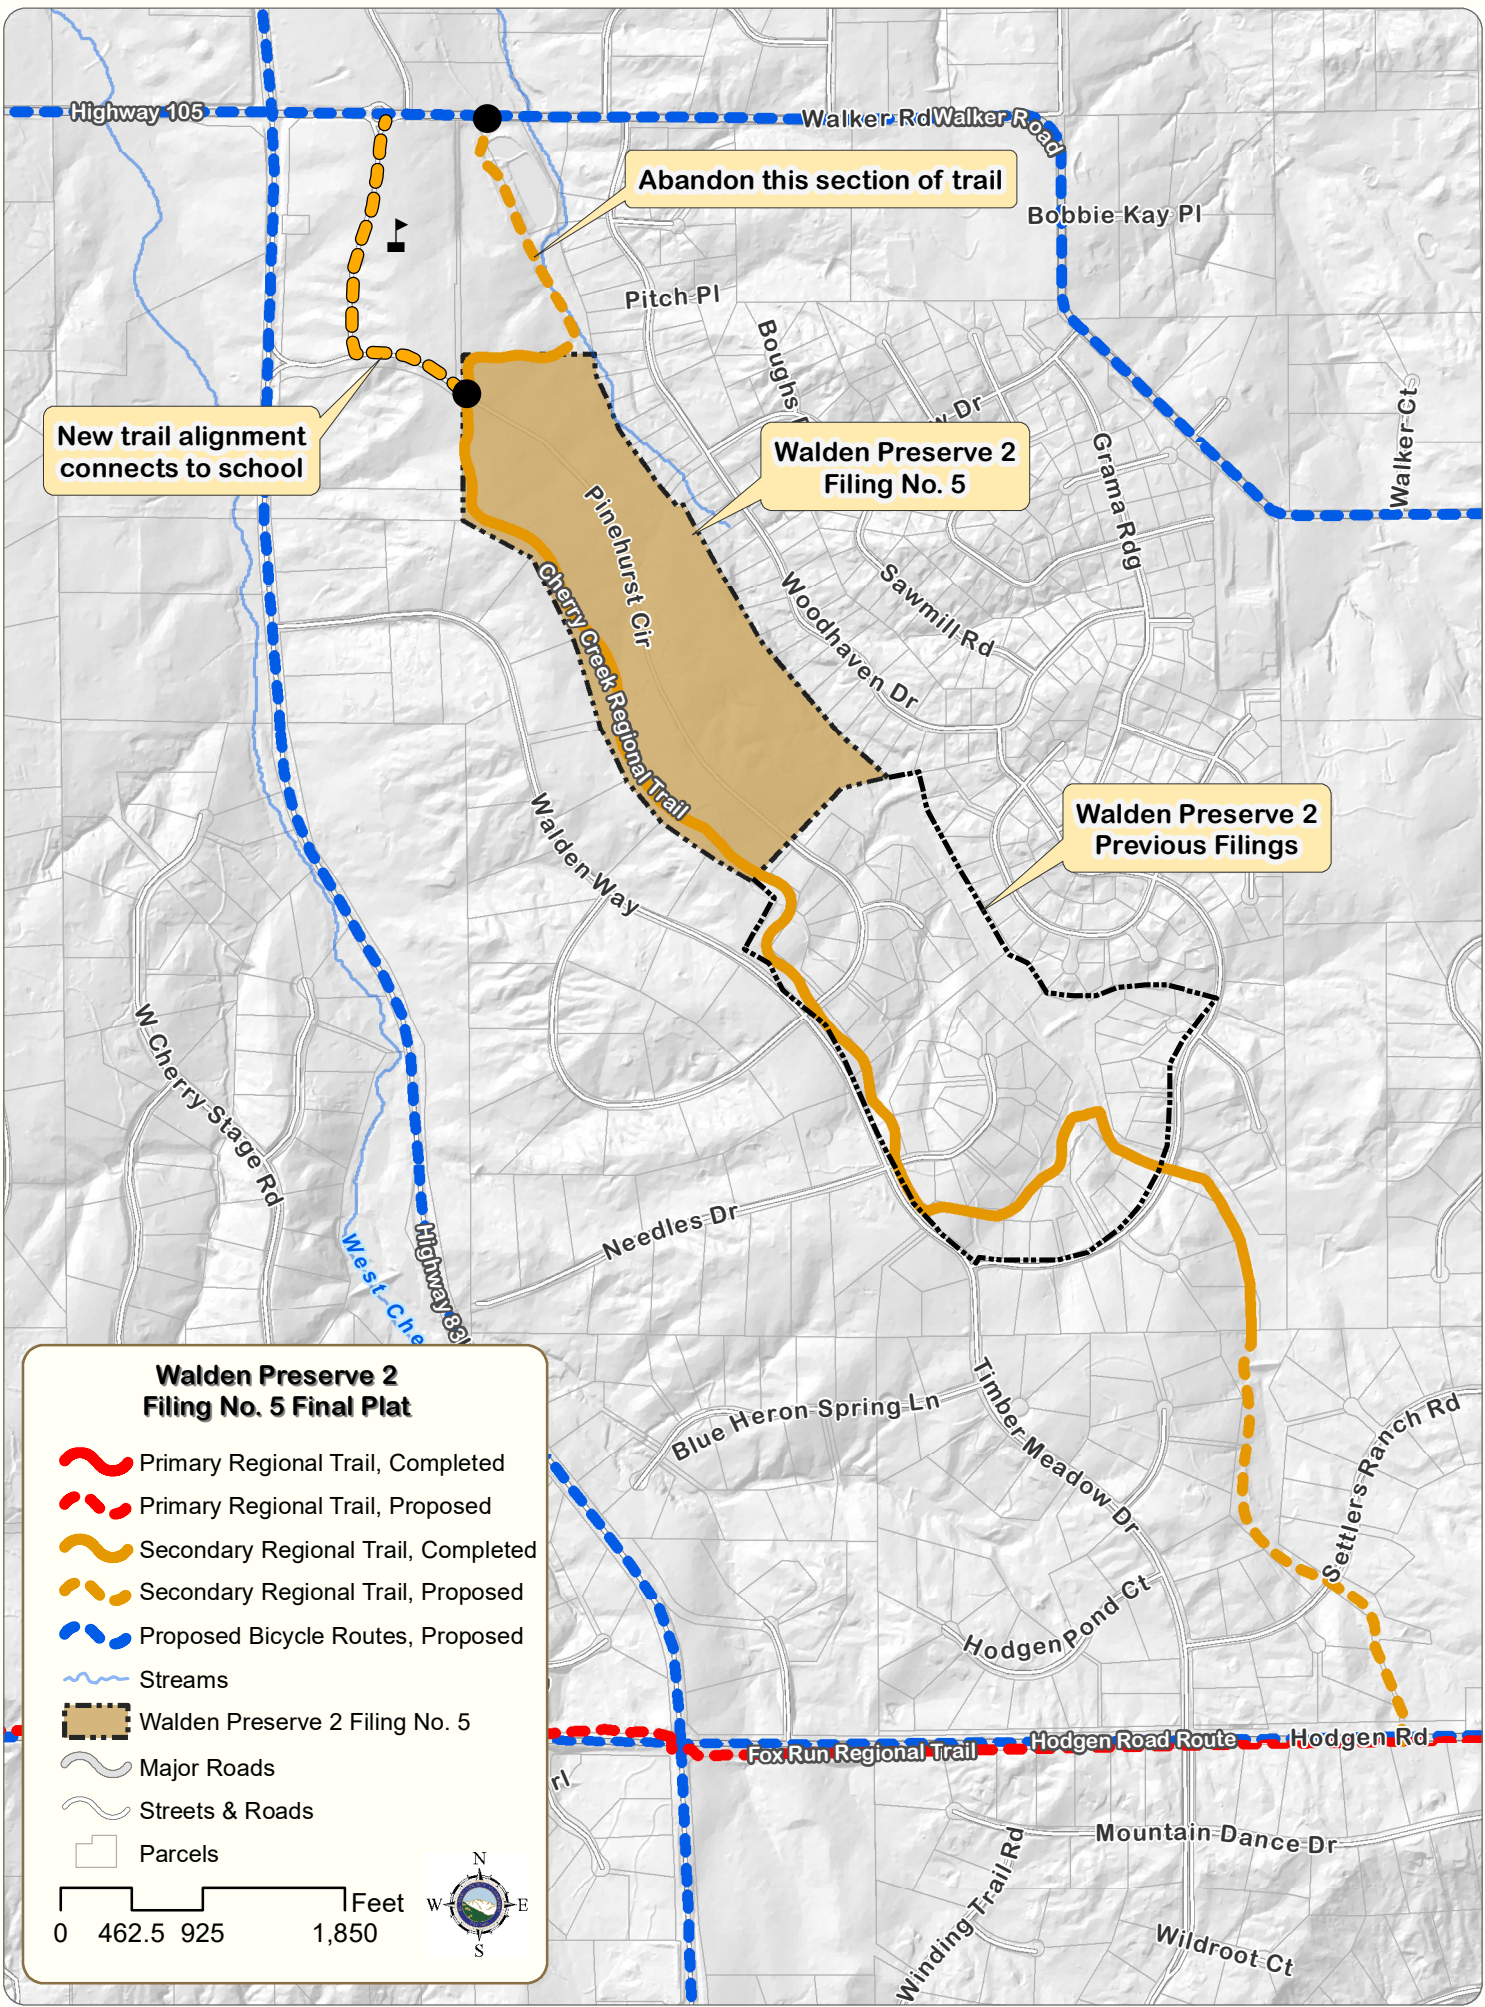 Highway 105
Walker Rd
Walker Road
Abandon this section of trail
Bobbie Kay Pl
Pitch Pl
Boughs
w Dr
Walker Ct
New trail alignment
connects to school
Walden Preserve 2
Filing No. 5
Grama Rdg
Pinehurst Cir
Cherry Creek Regional Trail
Sawmill Rd
Woodhaven Dr
Walden Way
Walden Preserve 2
Previous Filings
W Cherry Stage Rd
Needles Dr
Highway 83
West Che
Timber Meadow Dr
Blue Heron Spring Ln
Settlers Ranch Rd
Hodgen Pond Ct
Fox Run Regional Trail
Hodgen Road Route
Hodgen Rd
rl
Mountain Dance Dr
Winding Trail Rd
Wildroot Ct
Walden Preserve 2
Filing No. 5 Final Plat
Primary Regional Trail, Completed
Primary Regional Trail, Proposed
Secondary Regional Trail, Completed
Secondary Regional Trail, Proposed
Proposed Bicycle Routes, Proposed
Streams
Walden Preserve 2 Filing No. 5
Major Roads
Streets & Roads
Parcels
Feet
0 462.5 925 1,850
N
W E
S